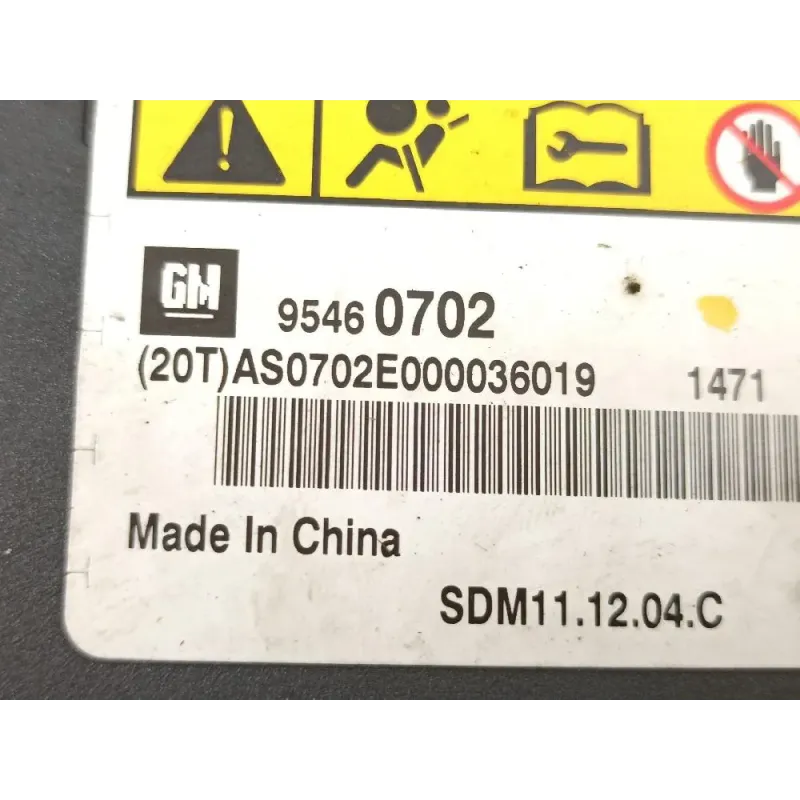 GM 9546 0702
(20T)AS0702E000036019 1471
Made In China
SDM11.12.04.C